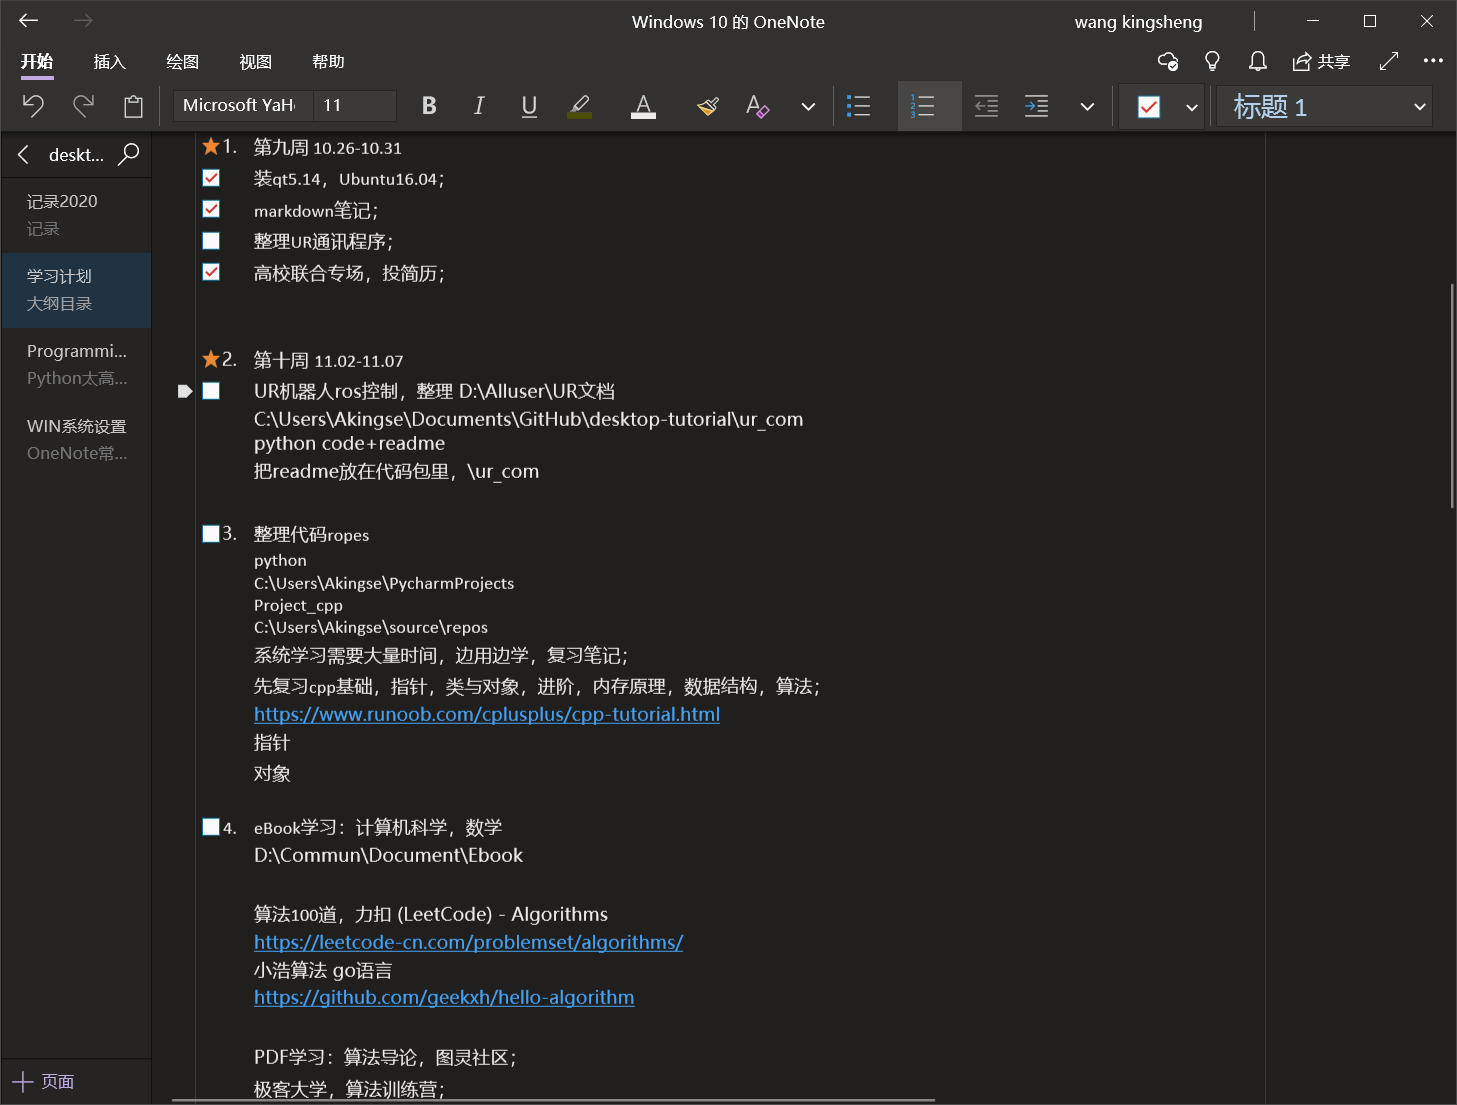 Windows 10 的 OneNote
wang kingsheng
开始 插入 绘图 视图 帮助
共享
Microsoft YaHe 11 B I U A A 标题 1
deskt...
记录2020
记录
学习计划
大纲目录
Programmi...
Python太高...
WIN系统设置
OneNote常...
页面
1. 第九周 10.26-10.31
装qt5.14，Ubuntu16.04；
markdown笔记；
整理UR通讯程序；
高校联合专场，投简历；
2. 第十周 11.02-11.07
UR机器人ros控制，整理 D:\Alluser\UR文档
C:\Users\Akingse\Documents\GitHub\desktop-tutorial\ur_com
python code+readme
把readme放在代码包里，\ur_com
3. 整理代码ropes
python
C:\Users\Akingse\PycharmProjects
Project_cpp
C:\Users\Akingse\source\repos
系统学习需要大量时间，边用边学，复习笔记；
先复习cpp基础，指针，类与对象，进阶，内存原理，数据结构，算法；
https://www.runoob.com/cplusplus/cpp-tutorial.html
指针
对象
4. eBook学习：计算机科学，数学
D:\Commun\Document\Ebook
算法100道，力扣 (LeetCode) - Algorithms
https://leetcode-cn.com/problemset/algorithms/
小浩算法 go语言
https://github.com/geekxh/hello-algorithm
PDF学习：算法导论，图灵社区；
极客大学，算法训练营；